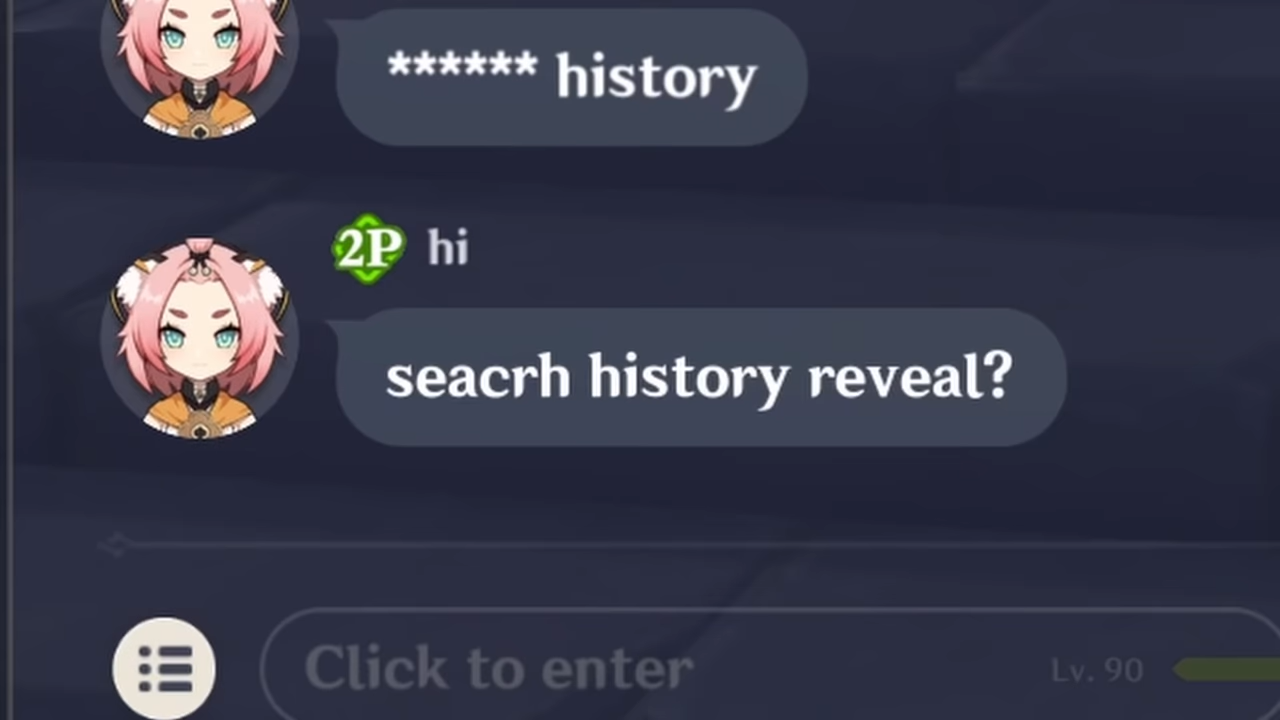 ****** history
2P hi
seacrh history reveal?
Click to enter
Lv. 90